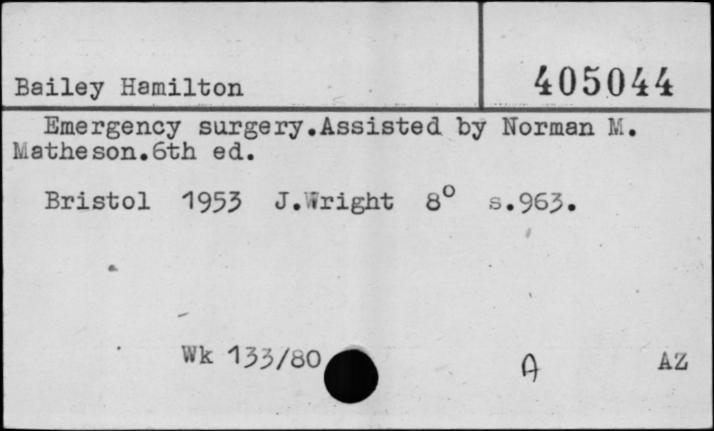 Bailey Hamilton
405044
Emergency surgery.Assisted by Norman M.
Matheson.6th ed.
Bristol 1953 J.Wright 8° s.963.
Wk 133/80
A
AZ